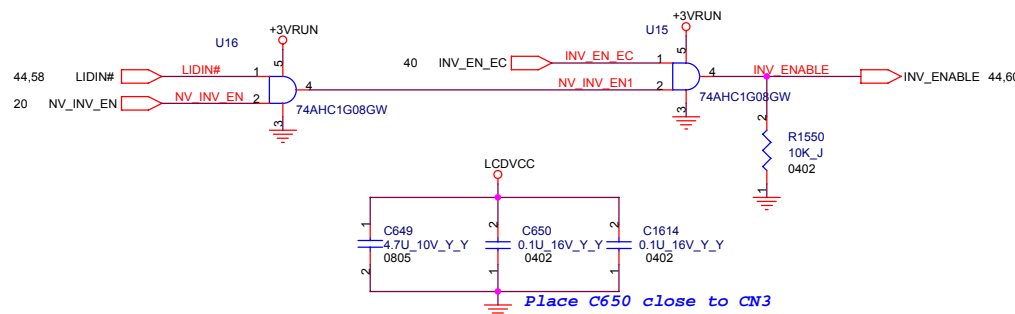 +3VRUN
+3VRUN
U16
U15
5
5
INV_EN_EC
44,58
LIDIN#
LIDIN#
1
40
INV_EN_EC
1
4
INV_ENABLE
INV_ENABLE 44,60
20
NV_INV_EN
NV_INV_EN
2
4
NV_INV_EN1
2
74AHC1G08GW
74AHC1G08GW
3
3
2
R1550
10K_J
0402
1
LCDVCC
1
C649
4.7U_10V_Y_Y
0805
2
2
C650
0.1U_16V_Y_Y
0402
1
2
C1614
0.1U_16V_Y_Y
0402
1
Place C650 close to CN3